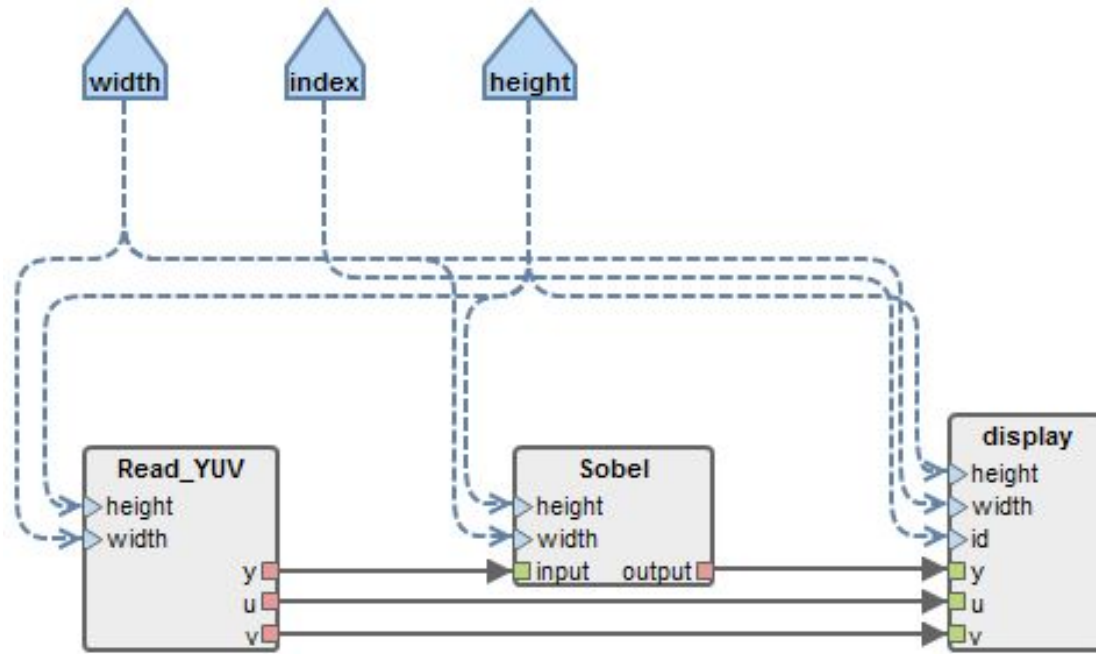 width
index
height
Read_YUV
height
width
y
u
v
Sobel
height
width
input output
display
height
width
id
y
u
v